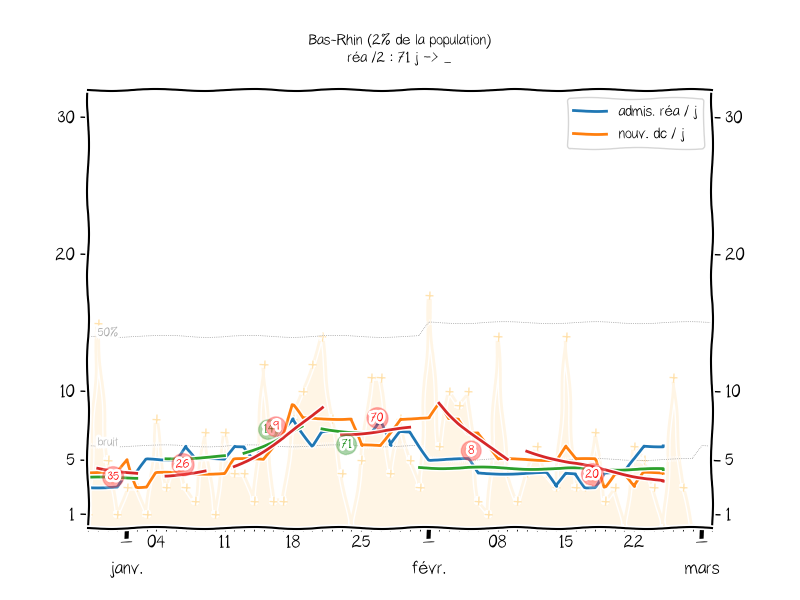 Bas-Rhin (2% de la population)
réa /2 : 71 j -> _
30 30
admis. réa / j
nouv. dc / j
20 20
50%
10 10
bruit
5 5
35 26 9 71 70 8 20
1 1
04 11 18 25 08 15 22
janv. févr. mars